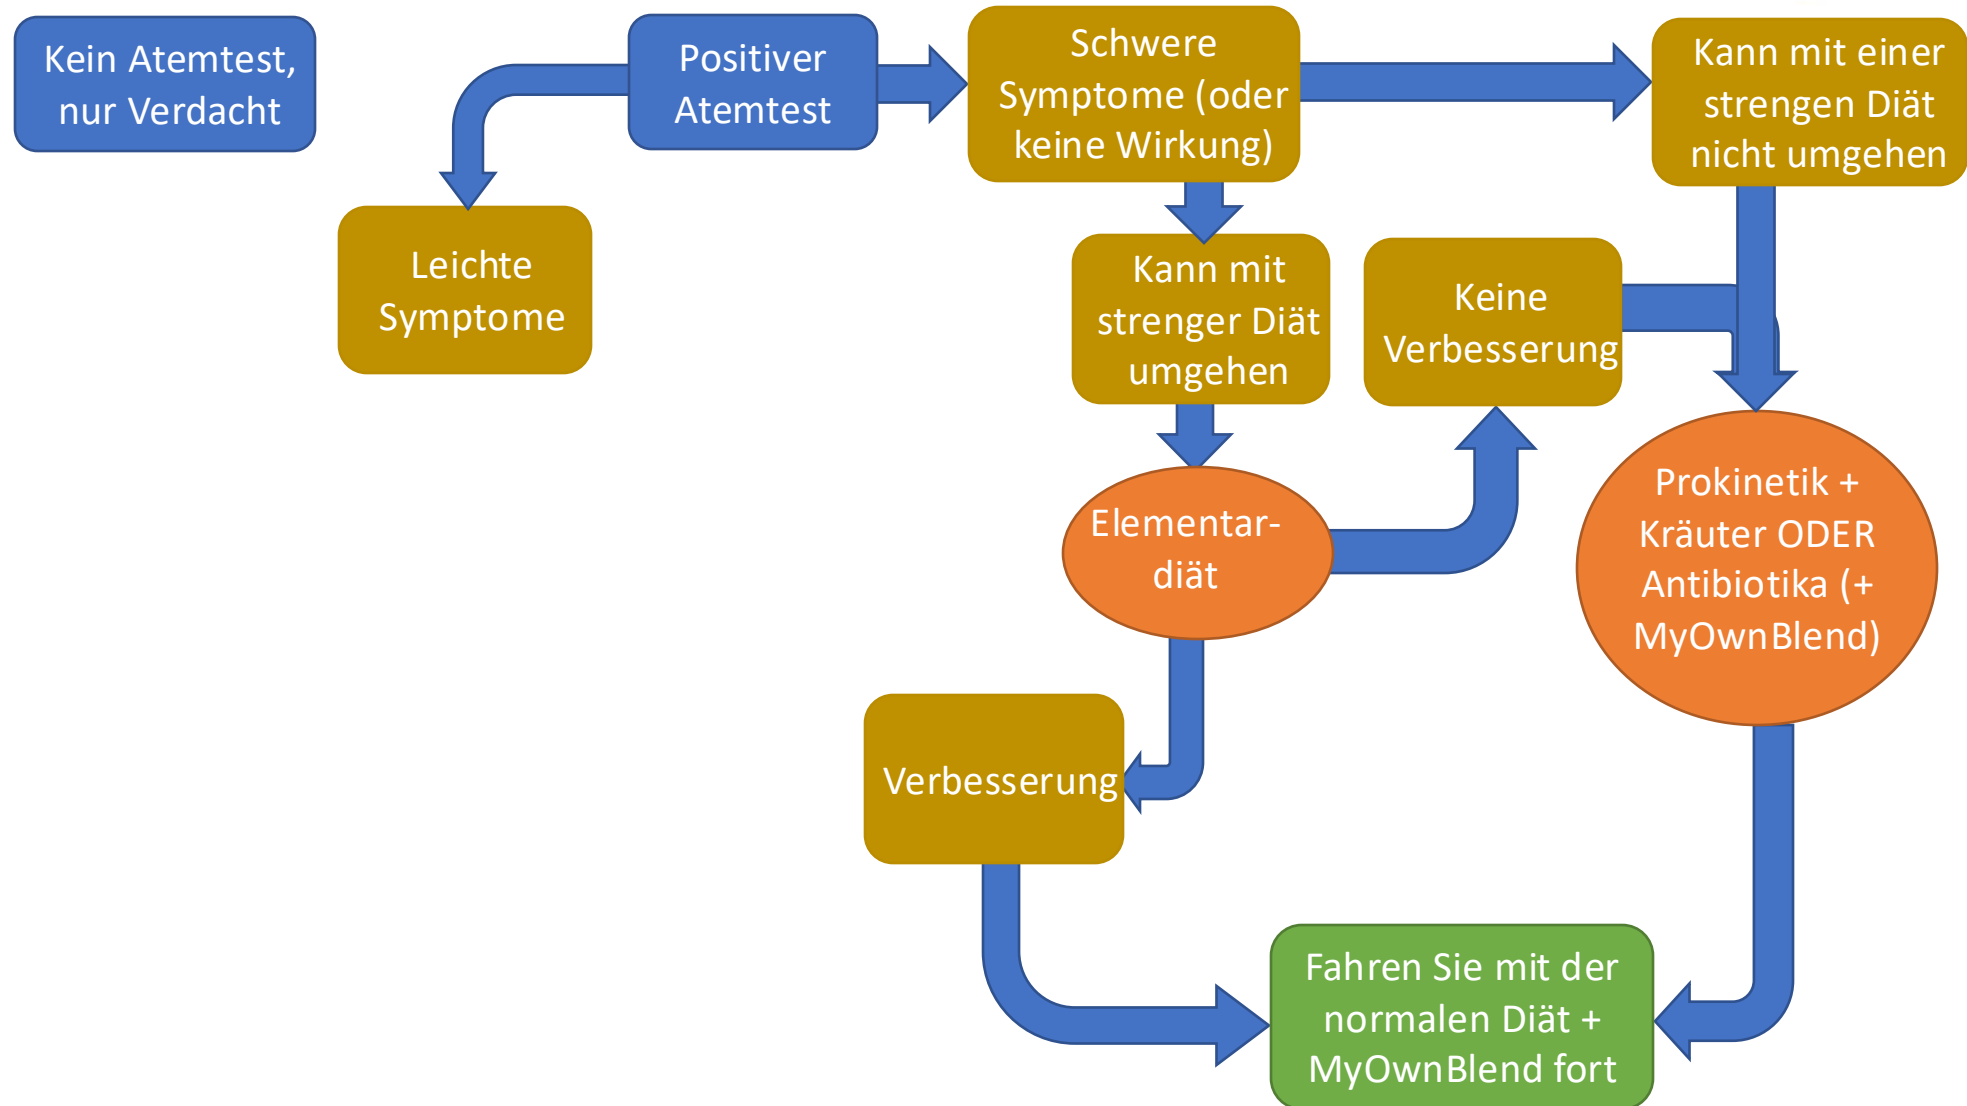 Kein Atemtest,
nur Verdacht
Positiver
Atemtest
Schwere
Symptome (oder
keine Wirkung)
Kann mit einer
strengen Diät
nicht umgehen
Leichte
Symptome
Kann mit
strenger Diät
umgehen
Keine
Verbesserung
Elementar-
diät
Prokinetik +
Kräuter ODER
Antibiotika (+
MyOwnBlend)
Verbesserung
Fahren Sie mit der
normalen Diät +
MyOwnBlend fort